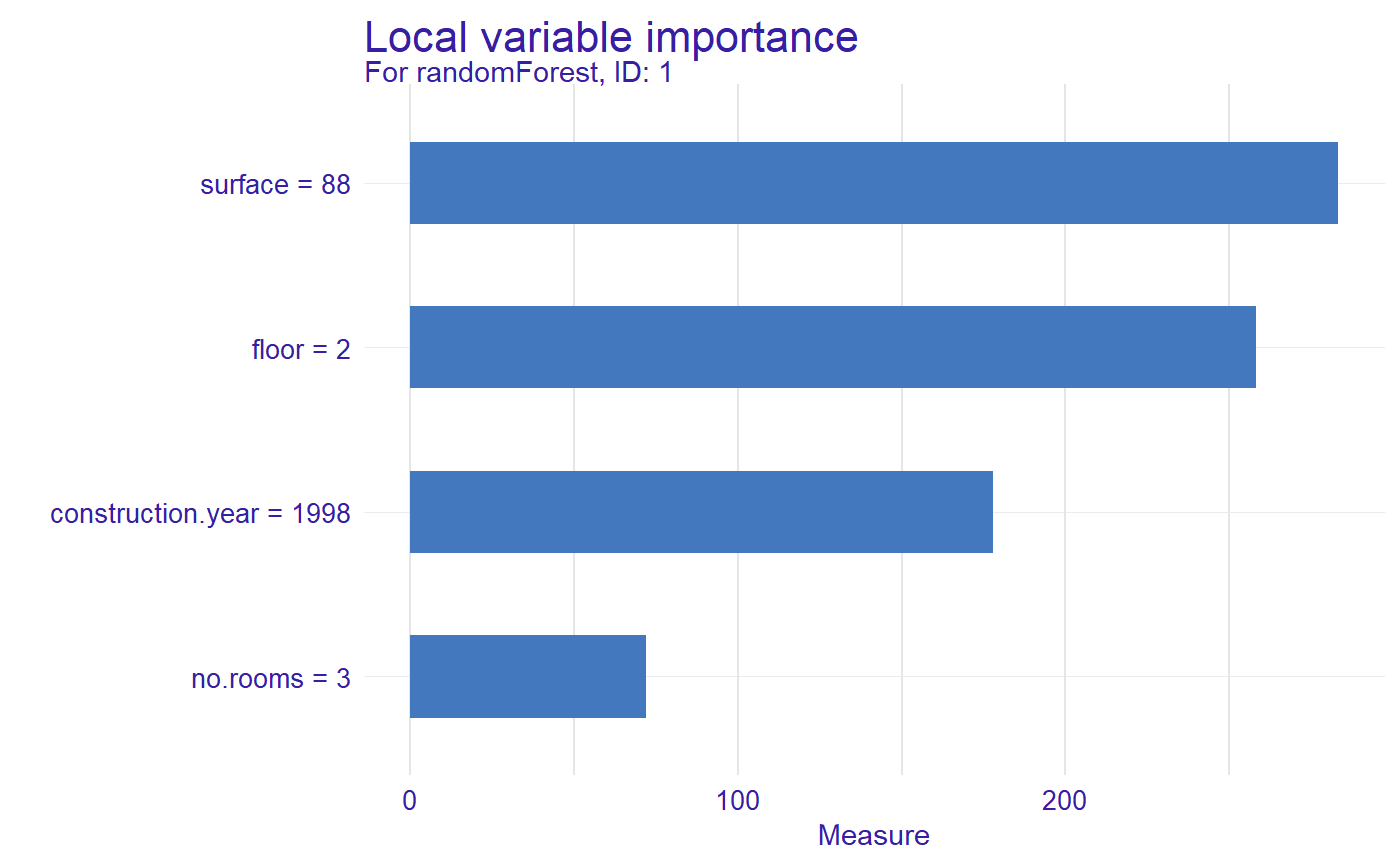 Local variable importance
For randomForest, ID: 1
surface = 88
floor = 2
construction.year = 1998
no.rooms = 3
0 100 200
Measure